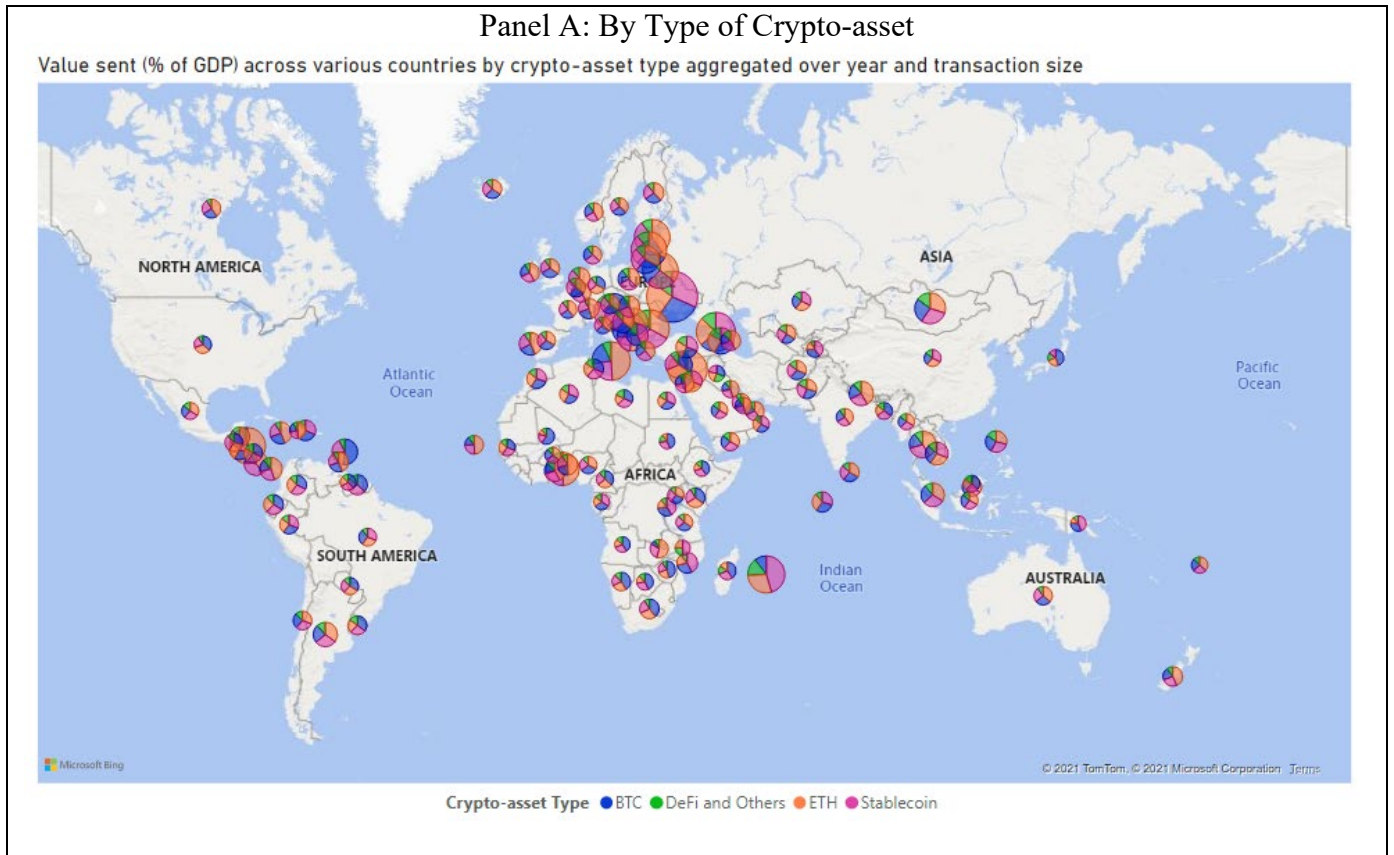 Panel A: By Type of Crypto-asset
Value sent (% of GDP) across various countries by crypto-asset type aggregated over year and transaction size
NORTH AMERICA
ASIA
Atlantic
Ocean
Pacific
Ocean
AFRICA
SOUTH AMERICA
Indian
Ocean
AUSTRALIA
Microsoft Bing
© 2021 TomTom, © 2021 Microsoft Corporation Terms
Crypto-asset Type BTC DeFi and Others ETH Stablecoin